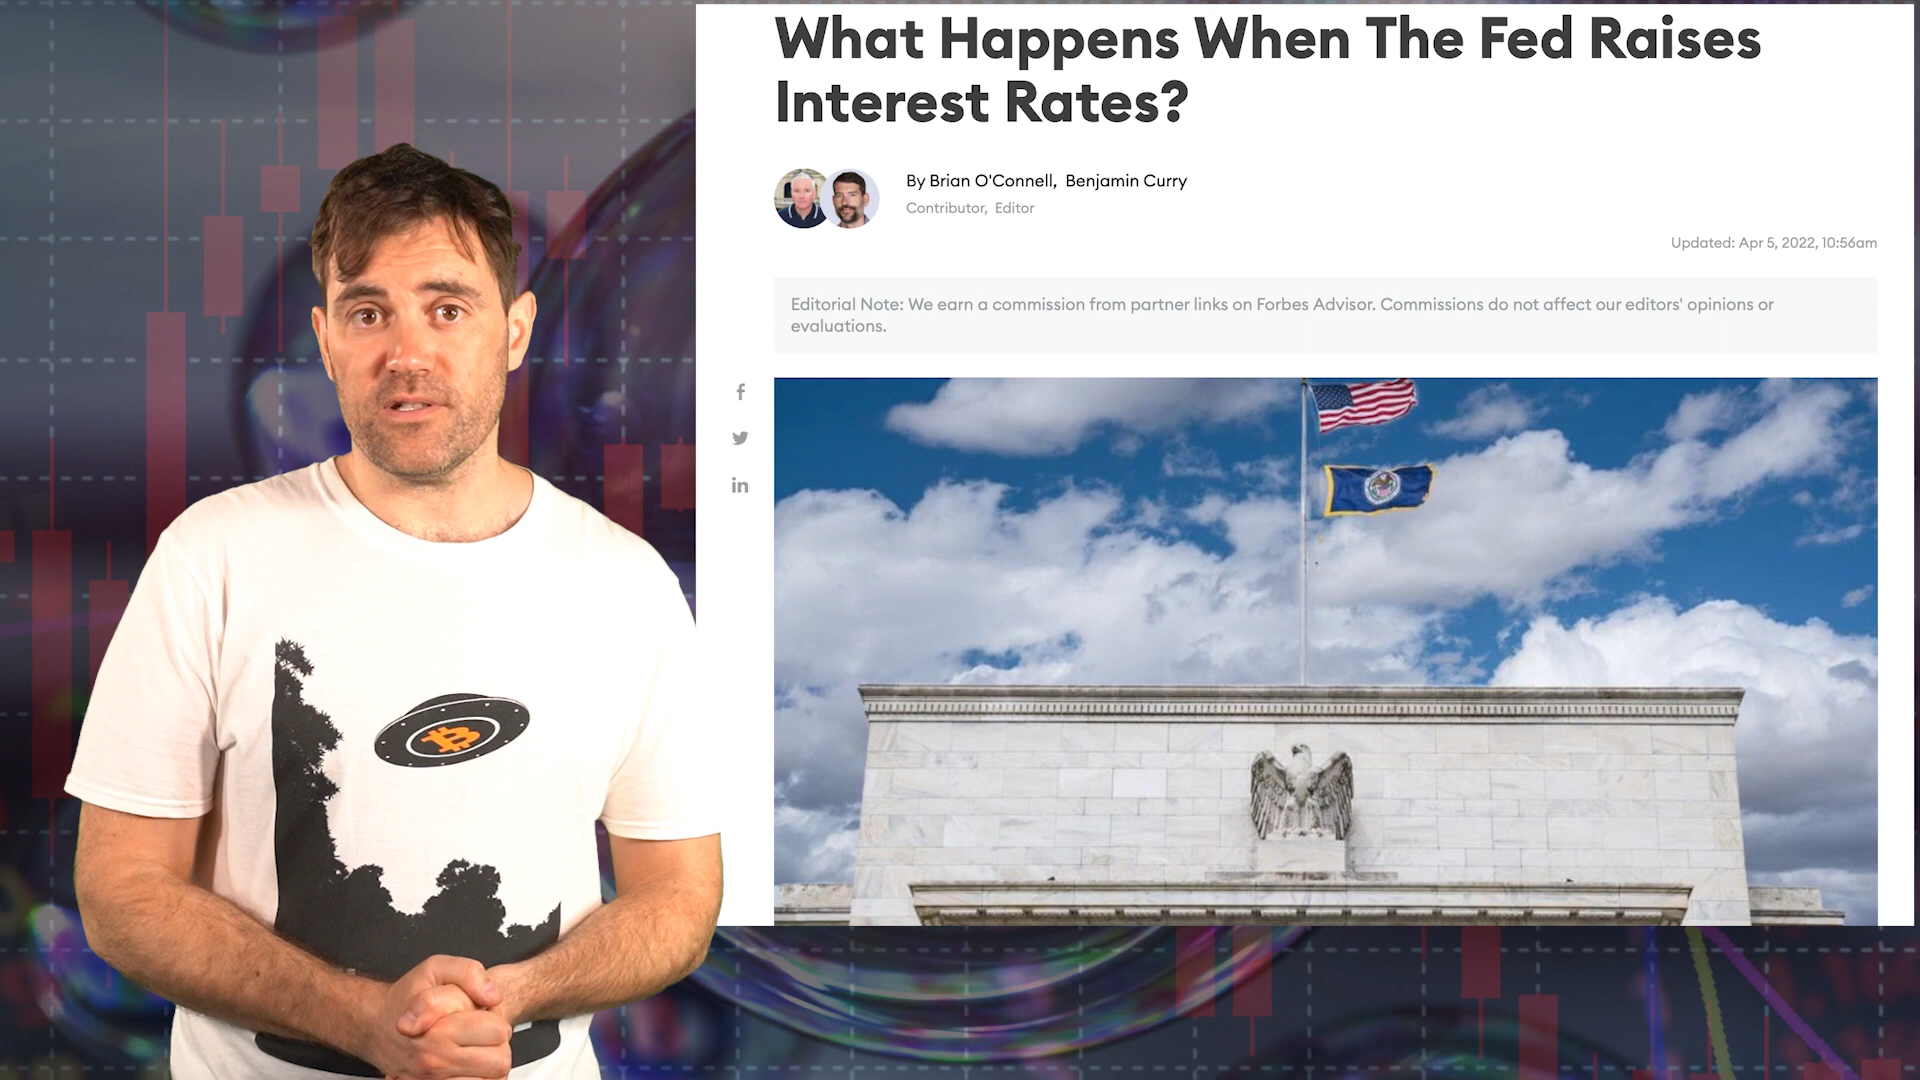 What Happens When The Fed Raises
Interest Rates?
By Brian O'Connell, Benjamin Curry
Contributor, Editor
Updated: Apr 5, 2022, 10:56am
Editorial Note: We earn a commission from partner links on Forbes Advisor. Commissions do not affect our editors' opinions or
evaluations.